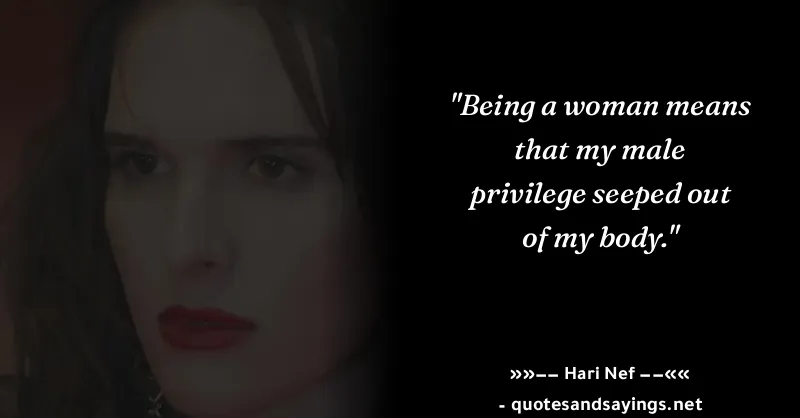 "Being a woman means
that my male
privilege seeped out
of my body."
»»−− Hari Nef −−««
- quotesandsayings.net